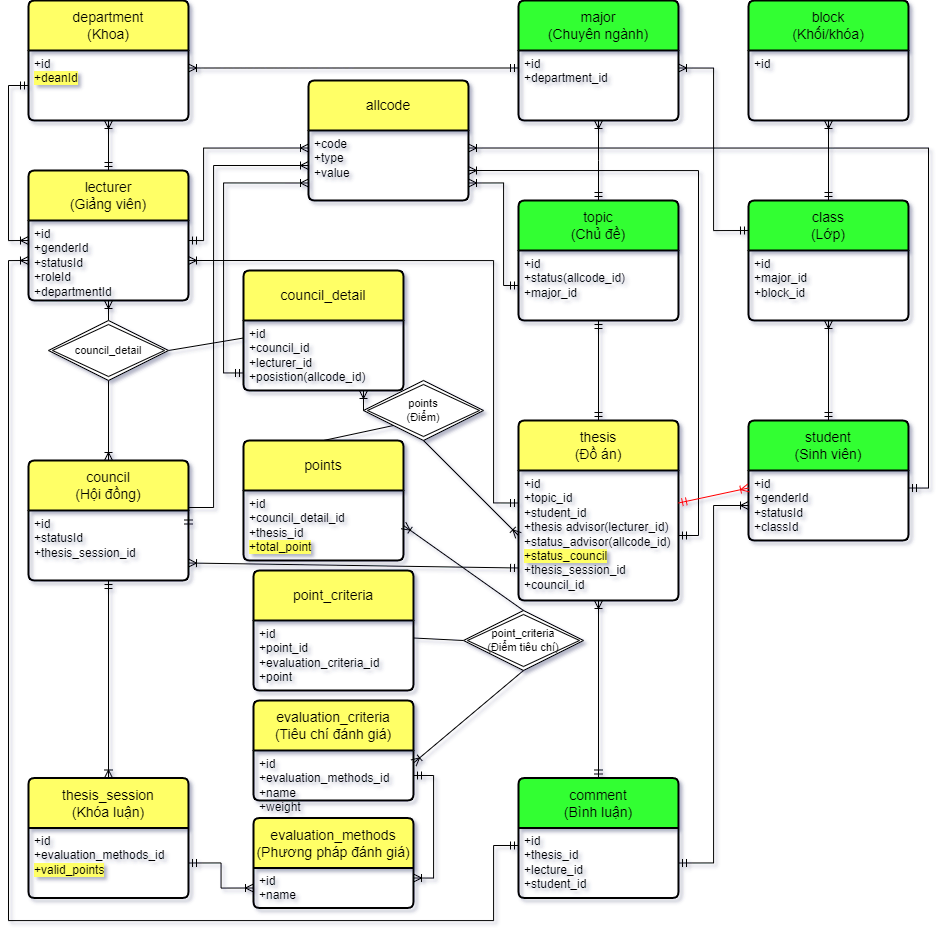 department
(Khoa)
+id
+deanId
major
(Chuyên ngành)
+id
+department_id
block
(Khối/khóa)
+id
allcode
+code
+type
+value
lecturer
(Giảng viên)
+id
+genderId
+statusId
+roleId
+departmentId
topic
(Chủ đề)
+id
+status(allcode_id)
+major_id
class
(Lớp)
+id
+major_id
+block_id
council_detail
+id
+council_id
+lecturer_id
+posistion(allcode_id)
council_detail
points
(Điểm)
council
(Hội đồng)
+id
+statusId
+thesis_session_id
points
+id
+council_detail_id
+thesis_id
+total_point
thesis
(Đồ án)
+id
+topic_id
+student_id
+thesis advisor(lecturer_id)
+status_advisor(allcode_id)
+status_council
+thesis_session_id
+council_id
student
(Sinh viên)
+id
+genderId
+statusId
+classId
point_criteria
+id
+point_id
+evaluation_criteria_id
+point
point_criteria
(Điểm tiêu chí)
evaluation_criteria
(Tiêu chí đánh giá)
+id
+evaluation_methods_id
+name
+weight
thesis_session
(Khóa luận)
+id
+evaluation_methods_id
+valid_points
evaluation_methods
(Phương pháp đánh giá)
+id
+name
comment
(Bình luận)
+id
+thesis_id
+lecture_id
+student_id